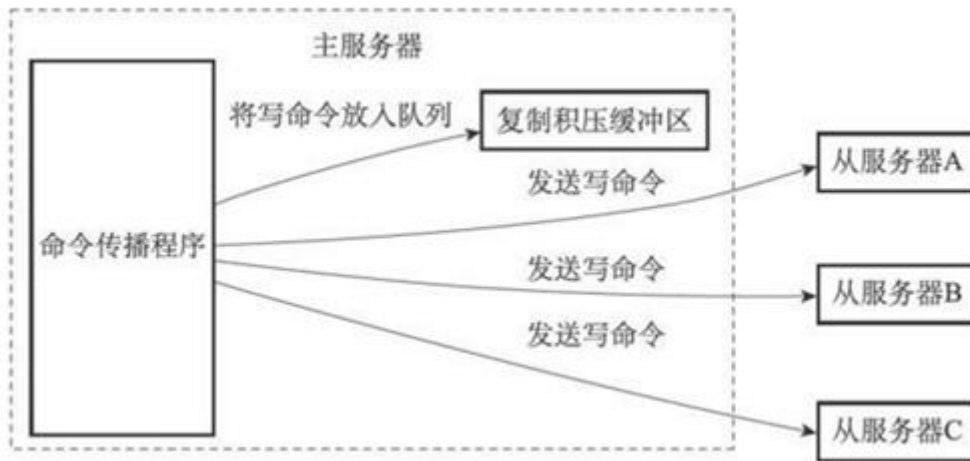 主服务器
将写命令放入队列
复制积压缓冲区
发送写命令
从服务器A
命令传播程序
发送写命令
从服务器B
发送写命令
从服务器C